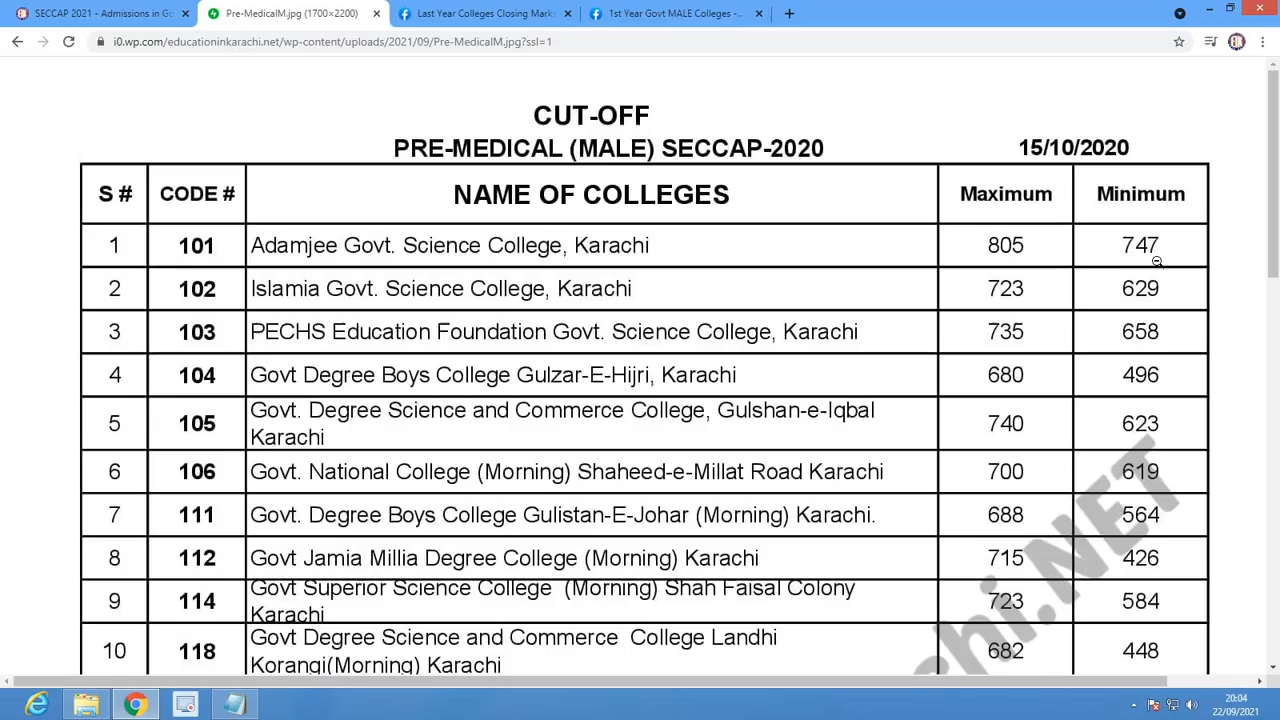 SECCAP 2021 - Admissions in Go
Pre-MedicalM.jpg (1700×2200)
Last Year Colleges Closing Marks
1st Year Govt MALE Colleges -
i0.wp.com/educationinkarachi.net/wp-content/uploads/2021/09/Pre-MedicalM.jpg?ssl=1
CUT-OFF
PRE-MEDICAL (MALE) SECCAP-2020 15/10/2020
S # CODE # NAME OF COLLEGES Maximum Minimum
1 101 Adamjee Govt. Science College, Karachi 805 747
2 102 Islamia Govt. Science College, Karachi 723 629
3 103 PECHS Education Foundation Govt. Science College, Karachi 735 658
4 104 Govt Degree Boys College Gulzar-E-Hijri, Karachi 680 496
5 105 Govt. Degree Science and Commerce College, Gulshan-e-Iqbal 740 623
Karachi
6 106 Govt. National College (Morning) Shaheed-e-Millat Road Karachi 700 619
7 111 Govt. Degree Boys College Gulistan-E-Johar (Morning) Karachi. 688 564
8 112 Govt Jamia Millia Degree College (Morning) Karachi 715 426
9 114 Govt Superior Science College (Morning) Shah Faisal Colony 723 584
Karachi
10 118 Govt Degree Science and Commerce College Landhi 682 448
Korangi(Morning) Karachi
chi.NET
20:04
22/09/2021